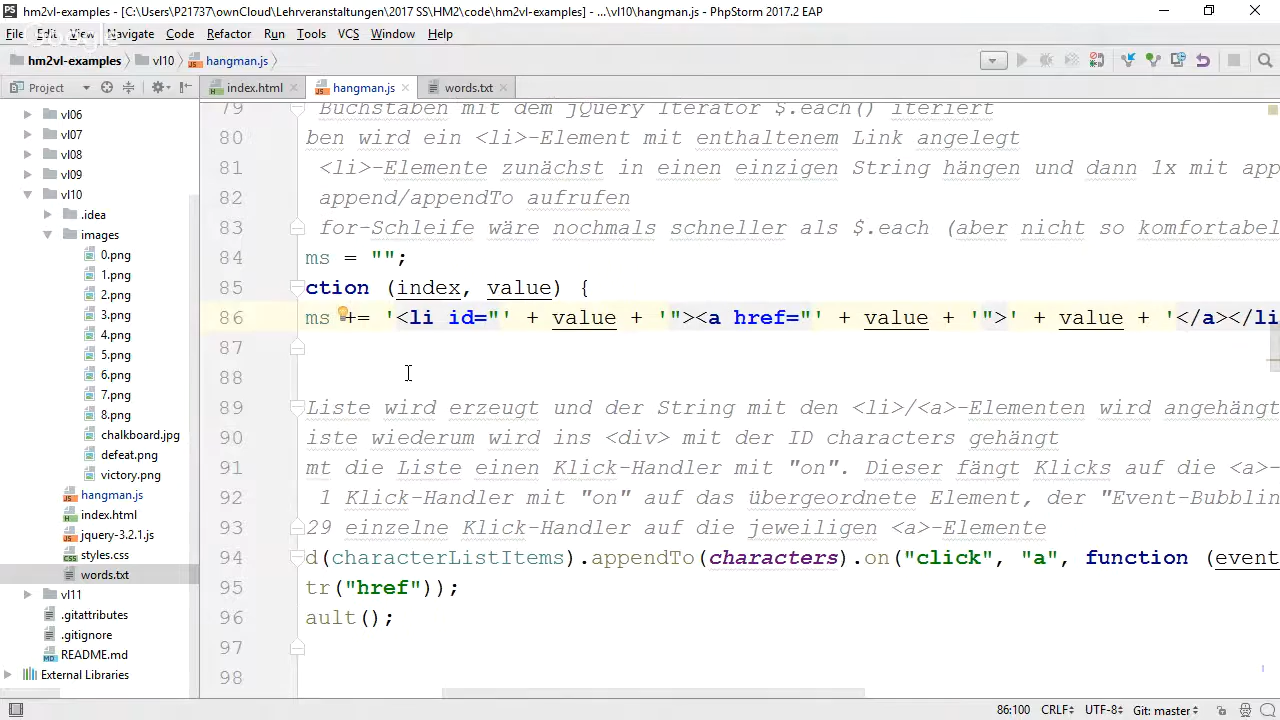 hm2vl-examples - [C:\Users\P21737\ownCloud\Lehrveranstaltungen\2017 SS\HM2\code\hm2vl-examples] - ...\vl10\hangman.js - PhpStorm 2017.2 EAP
File Edit View Navigate Code Refactor Run Tools VCS Window Help
Google
hm2vl-examples vl10 hangman.js
Project index.html hangman.js words.txt
vl06
vl07
vl08
vl09
vl10
.idea
images
0.png
1.png
2.png
3.png
4.png
5.png
6.png
7.png
8.png
chalkboard.jpg
defeat.png
victory.png
hangman.js
index.html
jquery-3.2.1.js
styles.css
words.txt
vl11
.gitattributes
.gitignore
README.md
External Libraries
79 Buchstaben mit dem jQuery Iterator $.each() iteriert
80 ben wird ein <li>-Element mit enthaltenem Link angelegt
81 <li>-Elemente zunächst in einen einzigen String hängen und dann 1x mit app
82 append/appendTo aufrufen
83 for-Schleife wäre nochmals schneller als $.each (aber nicht so komfortabel
84 ms = "";
85 ction (index, value) {
86 ms += '<li id="' + value + '"><a href="' + value + '">' + value + '</a></li
87
88
89 Liste wird erzeugt und der String mit den <li>/<a>-Elementen wird angehängt
90 iste wiederum wird ins <div> mit der ID characters gehängt
91 mt die Liste einen Klick-Handler mit "on". Dieser fängt Klicks auf die <a>-
92 1 Klick-Handler mit "on" auf das übergeordnete Element, der "Event-Bubblin
93 29 einzelne Klick-Handler auf die jeweiligen <a>-Elemente
94 d(characterListItems).appendTo(characters).on("click", "a", function (event
95 tr("href"));
96 ault();
97
98
86:100 CRLF UTF-8 Git: master